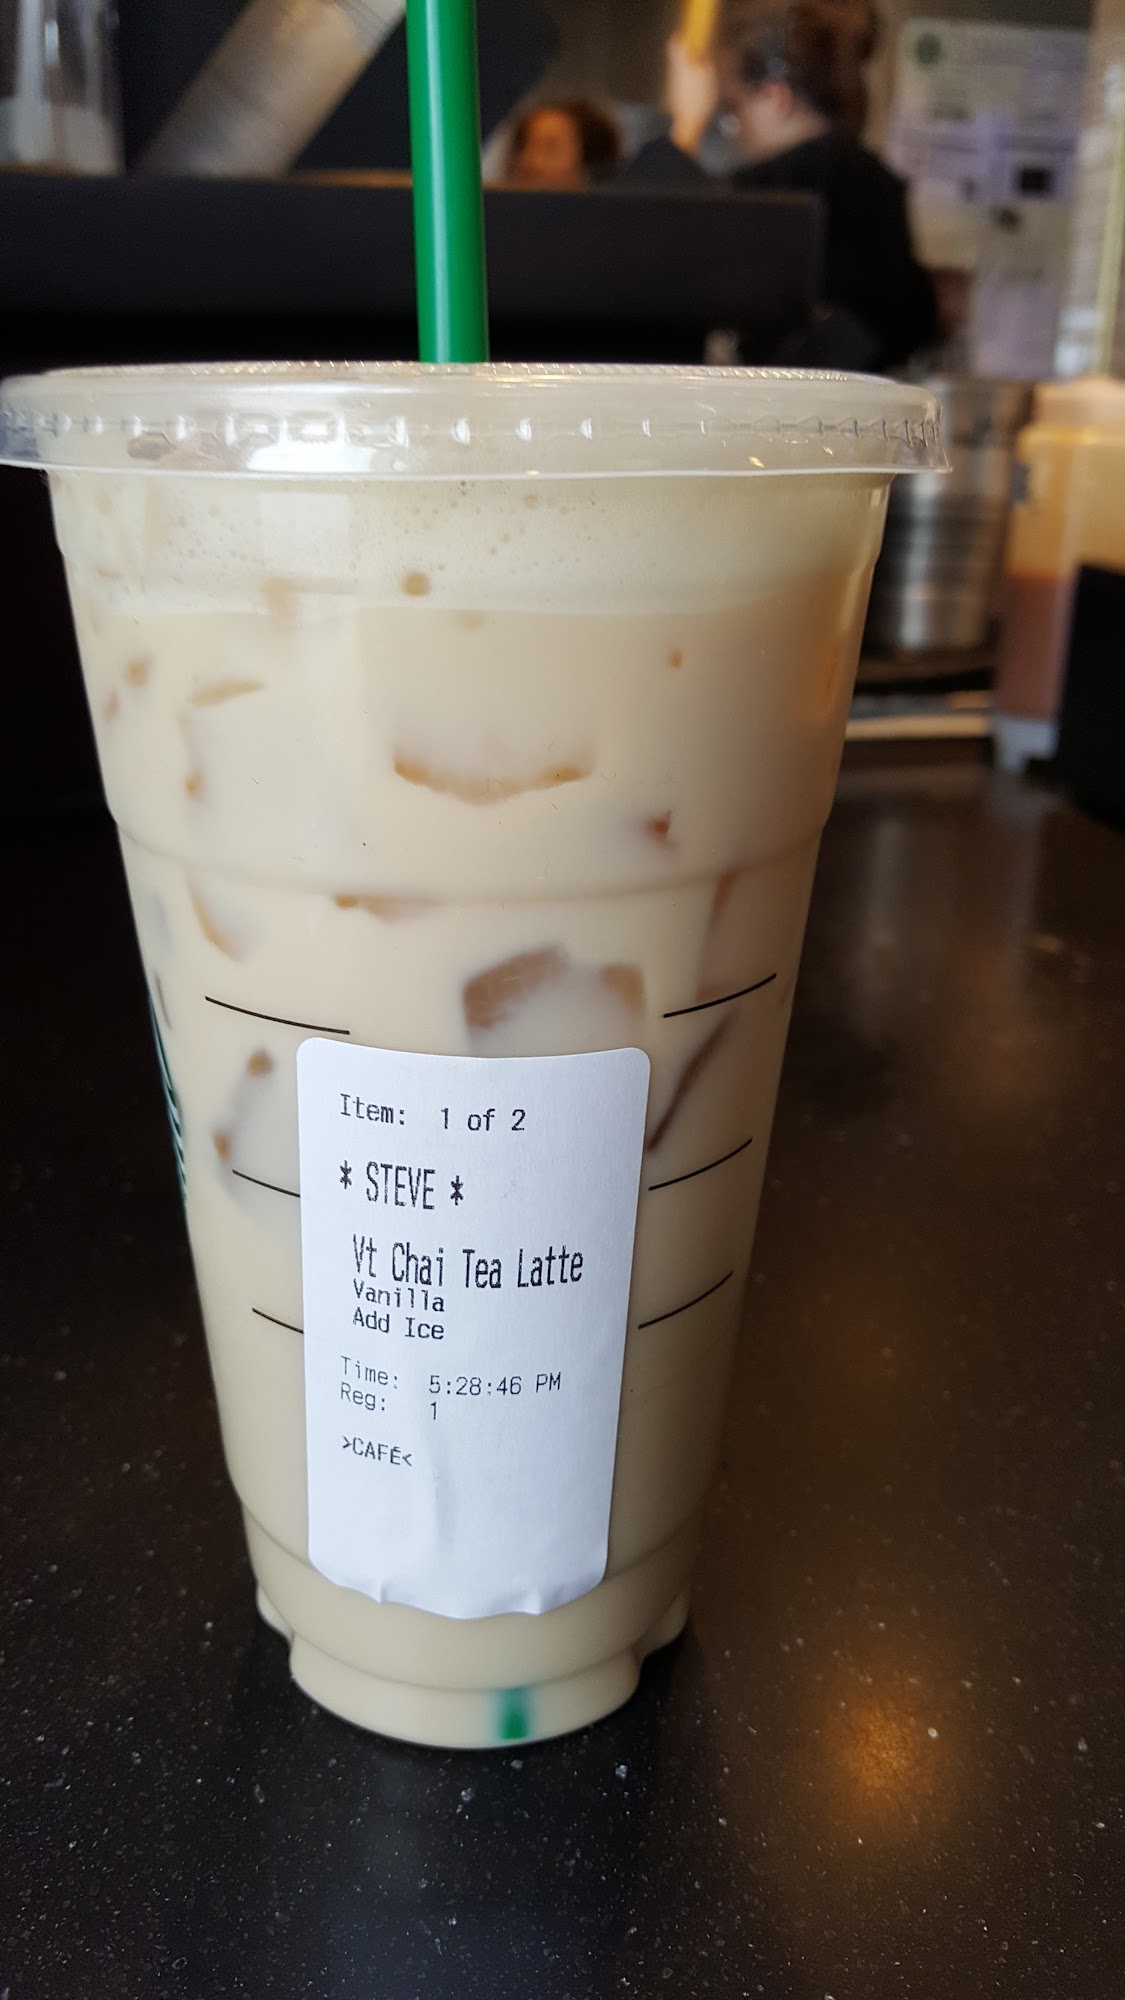 Item: 1 of 2
* STEVE *
Vt Chai Tea Latte
Vanilla
Add Ice
Time: 5:28:46 PM
Reg: 1
>CAFÉ<